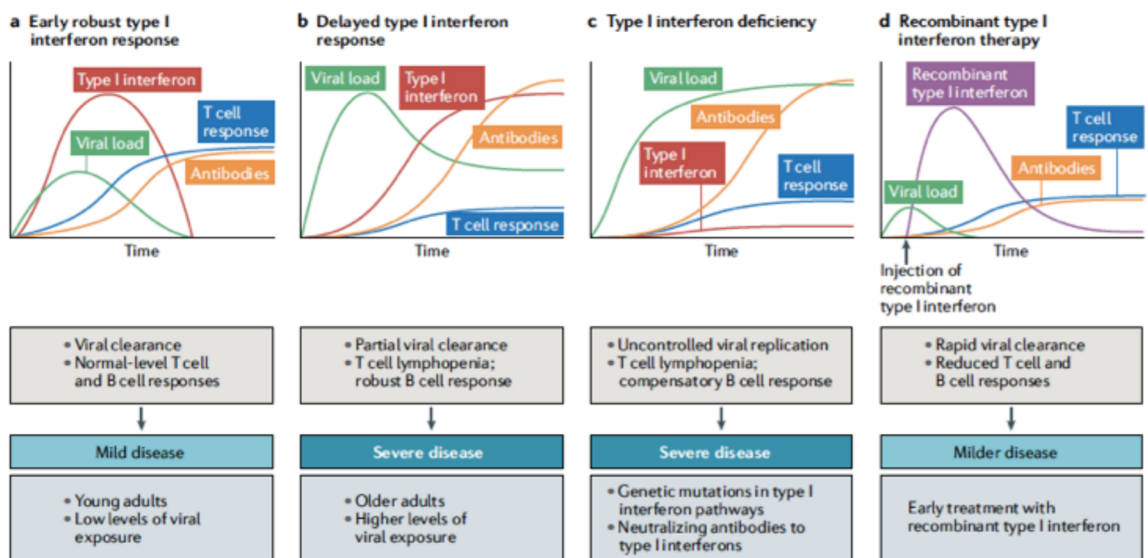 a Early robust type I
interferon response
Type I interferon
T cell
response
Viral load
Antibodies
Time
• Viral clearance
• Normal-level T cell
and B cell responses
Mild disease
• Young adults
• Low levels of viral
exposure
b Delayed type I interferon
response
Viral load
Type I
interferon
Antibodies
T cell response
Time
• Partial viral clearance
• T cell lymphopenia;
robust B cell response
Severe disease
• Older adults
• Higher levels of
viral exposure
c Type I interferon deficiency
Viral load
Antibodies
Type I
interferon
T cell
response
Time
• Uncontrolled viral replication
• T cell lymphopenia;
compensatory B cell response
Severe disease
• Genetic mutations in type I
interferon pathways
• Neutralizing antibodies to
type I interferons
d Recombinant type I
interferon therapy
Recombinant
type I interferon
T cell
response
Antibodies
Viral load
Time
Injection of
recombinant
type I interferon
• Rapid viral clearance
• Reduced T cell and
B cell responses
Milder disease
Early treatment with
recombinant type I interferon